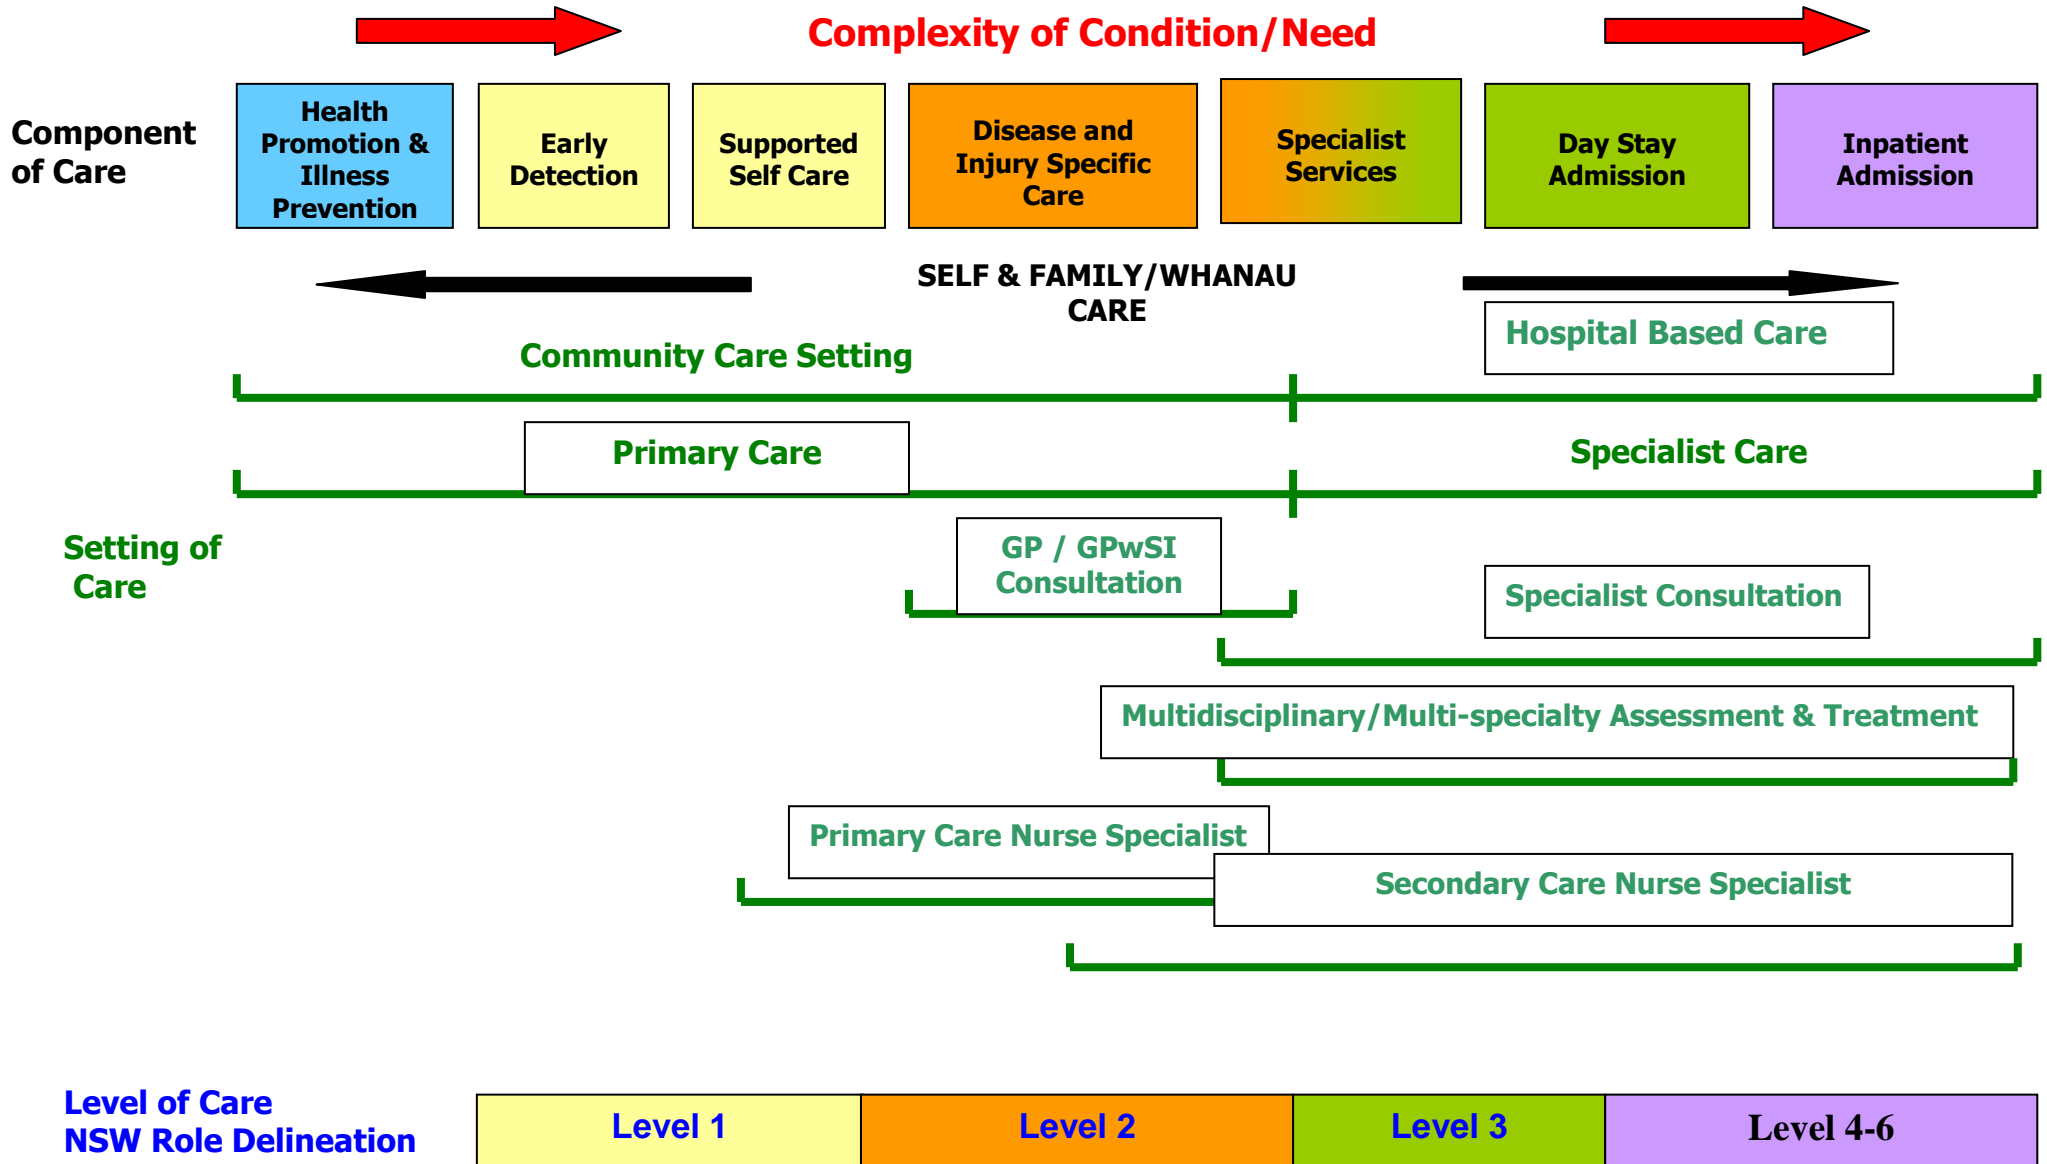 Complexity of Condition/Need
Component
of Care
Health
Promotion &
Illness
Prevention
Early
Detection
Supported
Self Care
Disease and
Injury Specific
Care
Specialist
Services
Day Stay
Admission
Inpatient
Admission
SELF & FAMILY/WHANAU
CARE
Community Care Setting
Hospital Based Care
Primary Care
Specialist Care
Setting of
Care
GP / GPwSI
Consultation
Specialist Consultation
Multidisciplinary/Multi-specialty Assessment & Treatment
Primary Care Nurse Specialist
Secondary Care Nurse Specialist
Level of Care
NSW Role Delineation
Level 1
Level 2
Level 3
Level 4-6